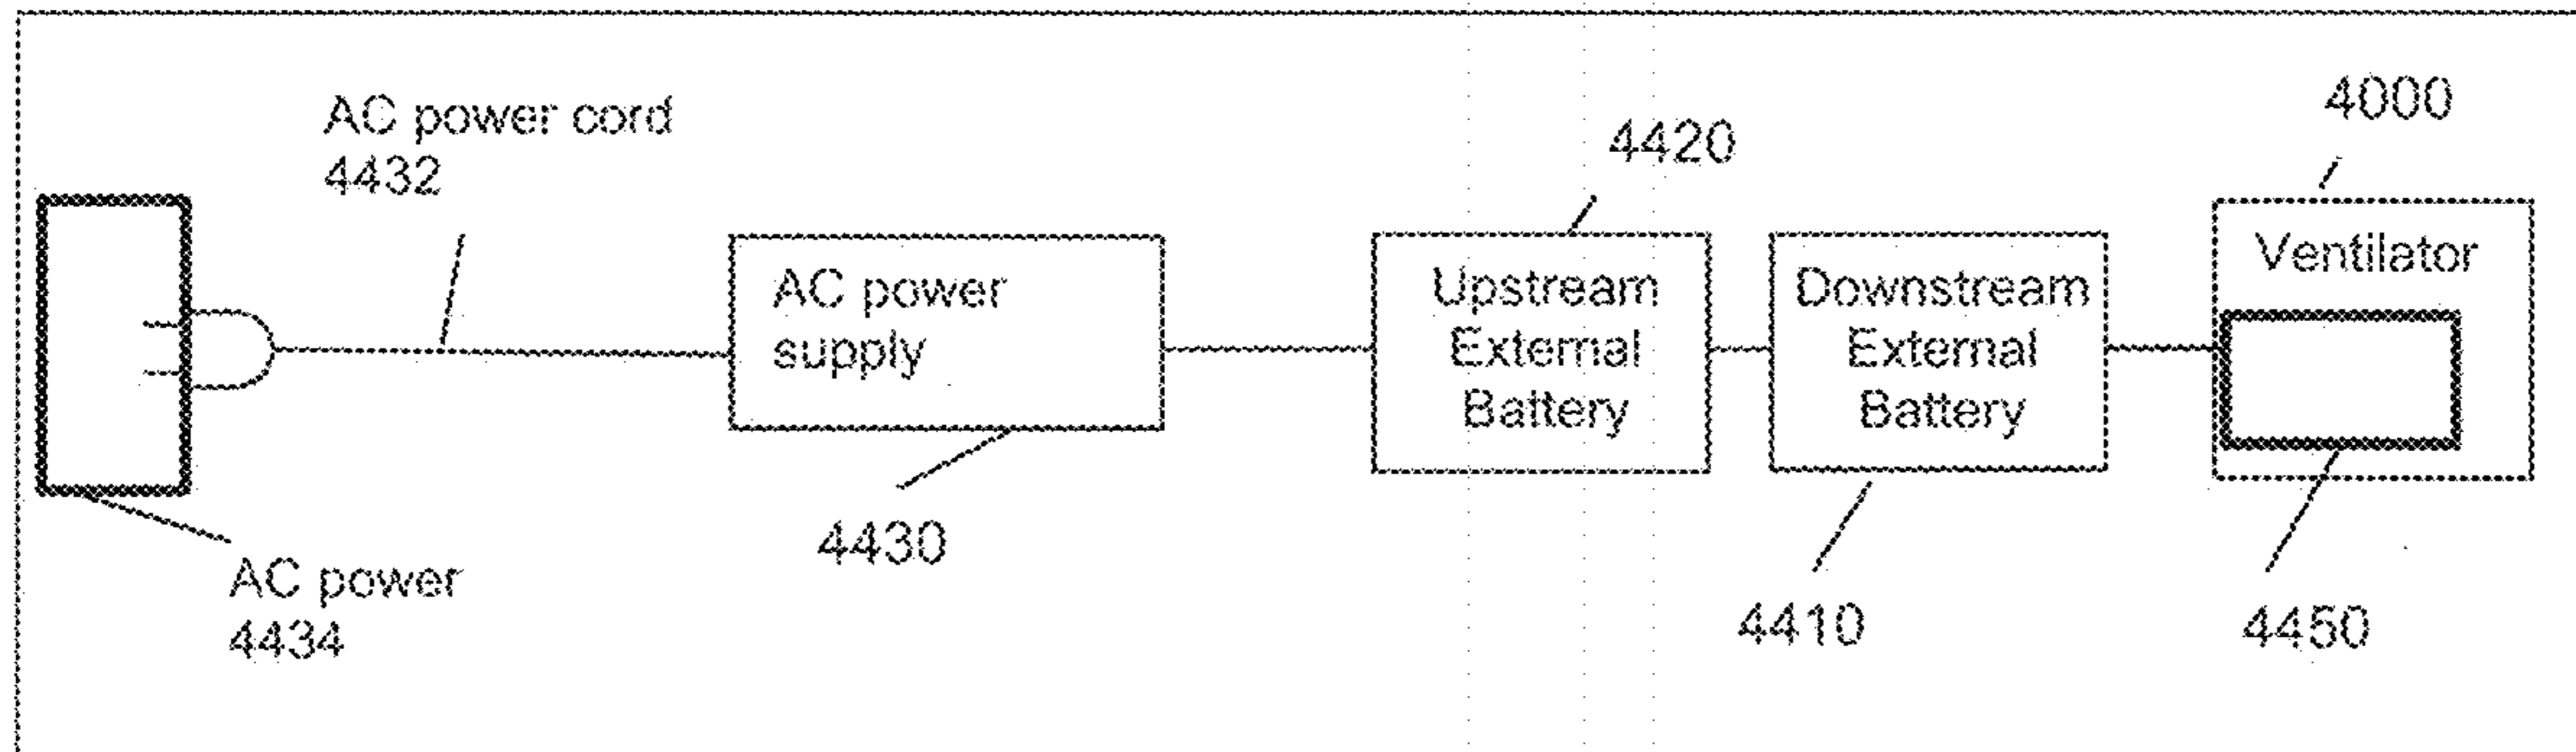 AC power cord
4432
4420
4000
AC power
supply
Upstream
External
Battery
Downstream
External
Battery
Ventilator
4430
AC power
4434
4410
4450